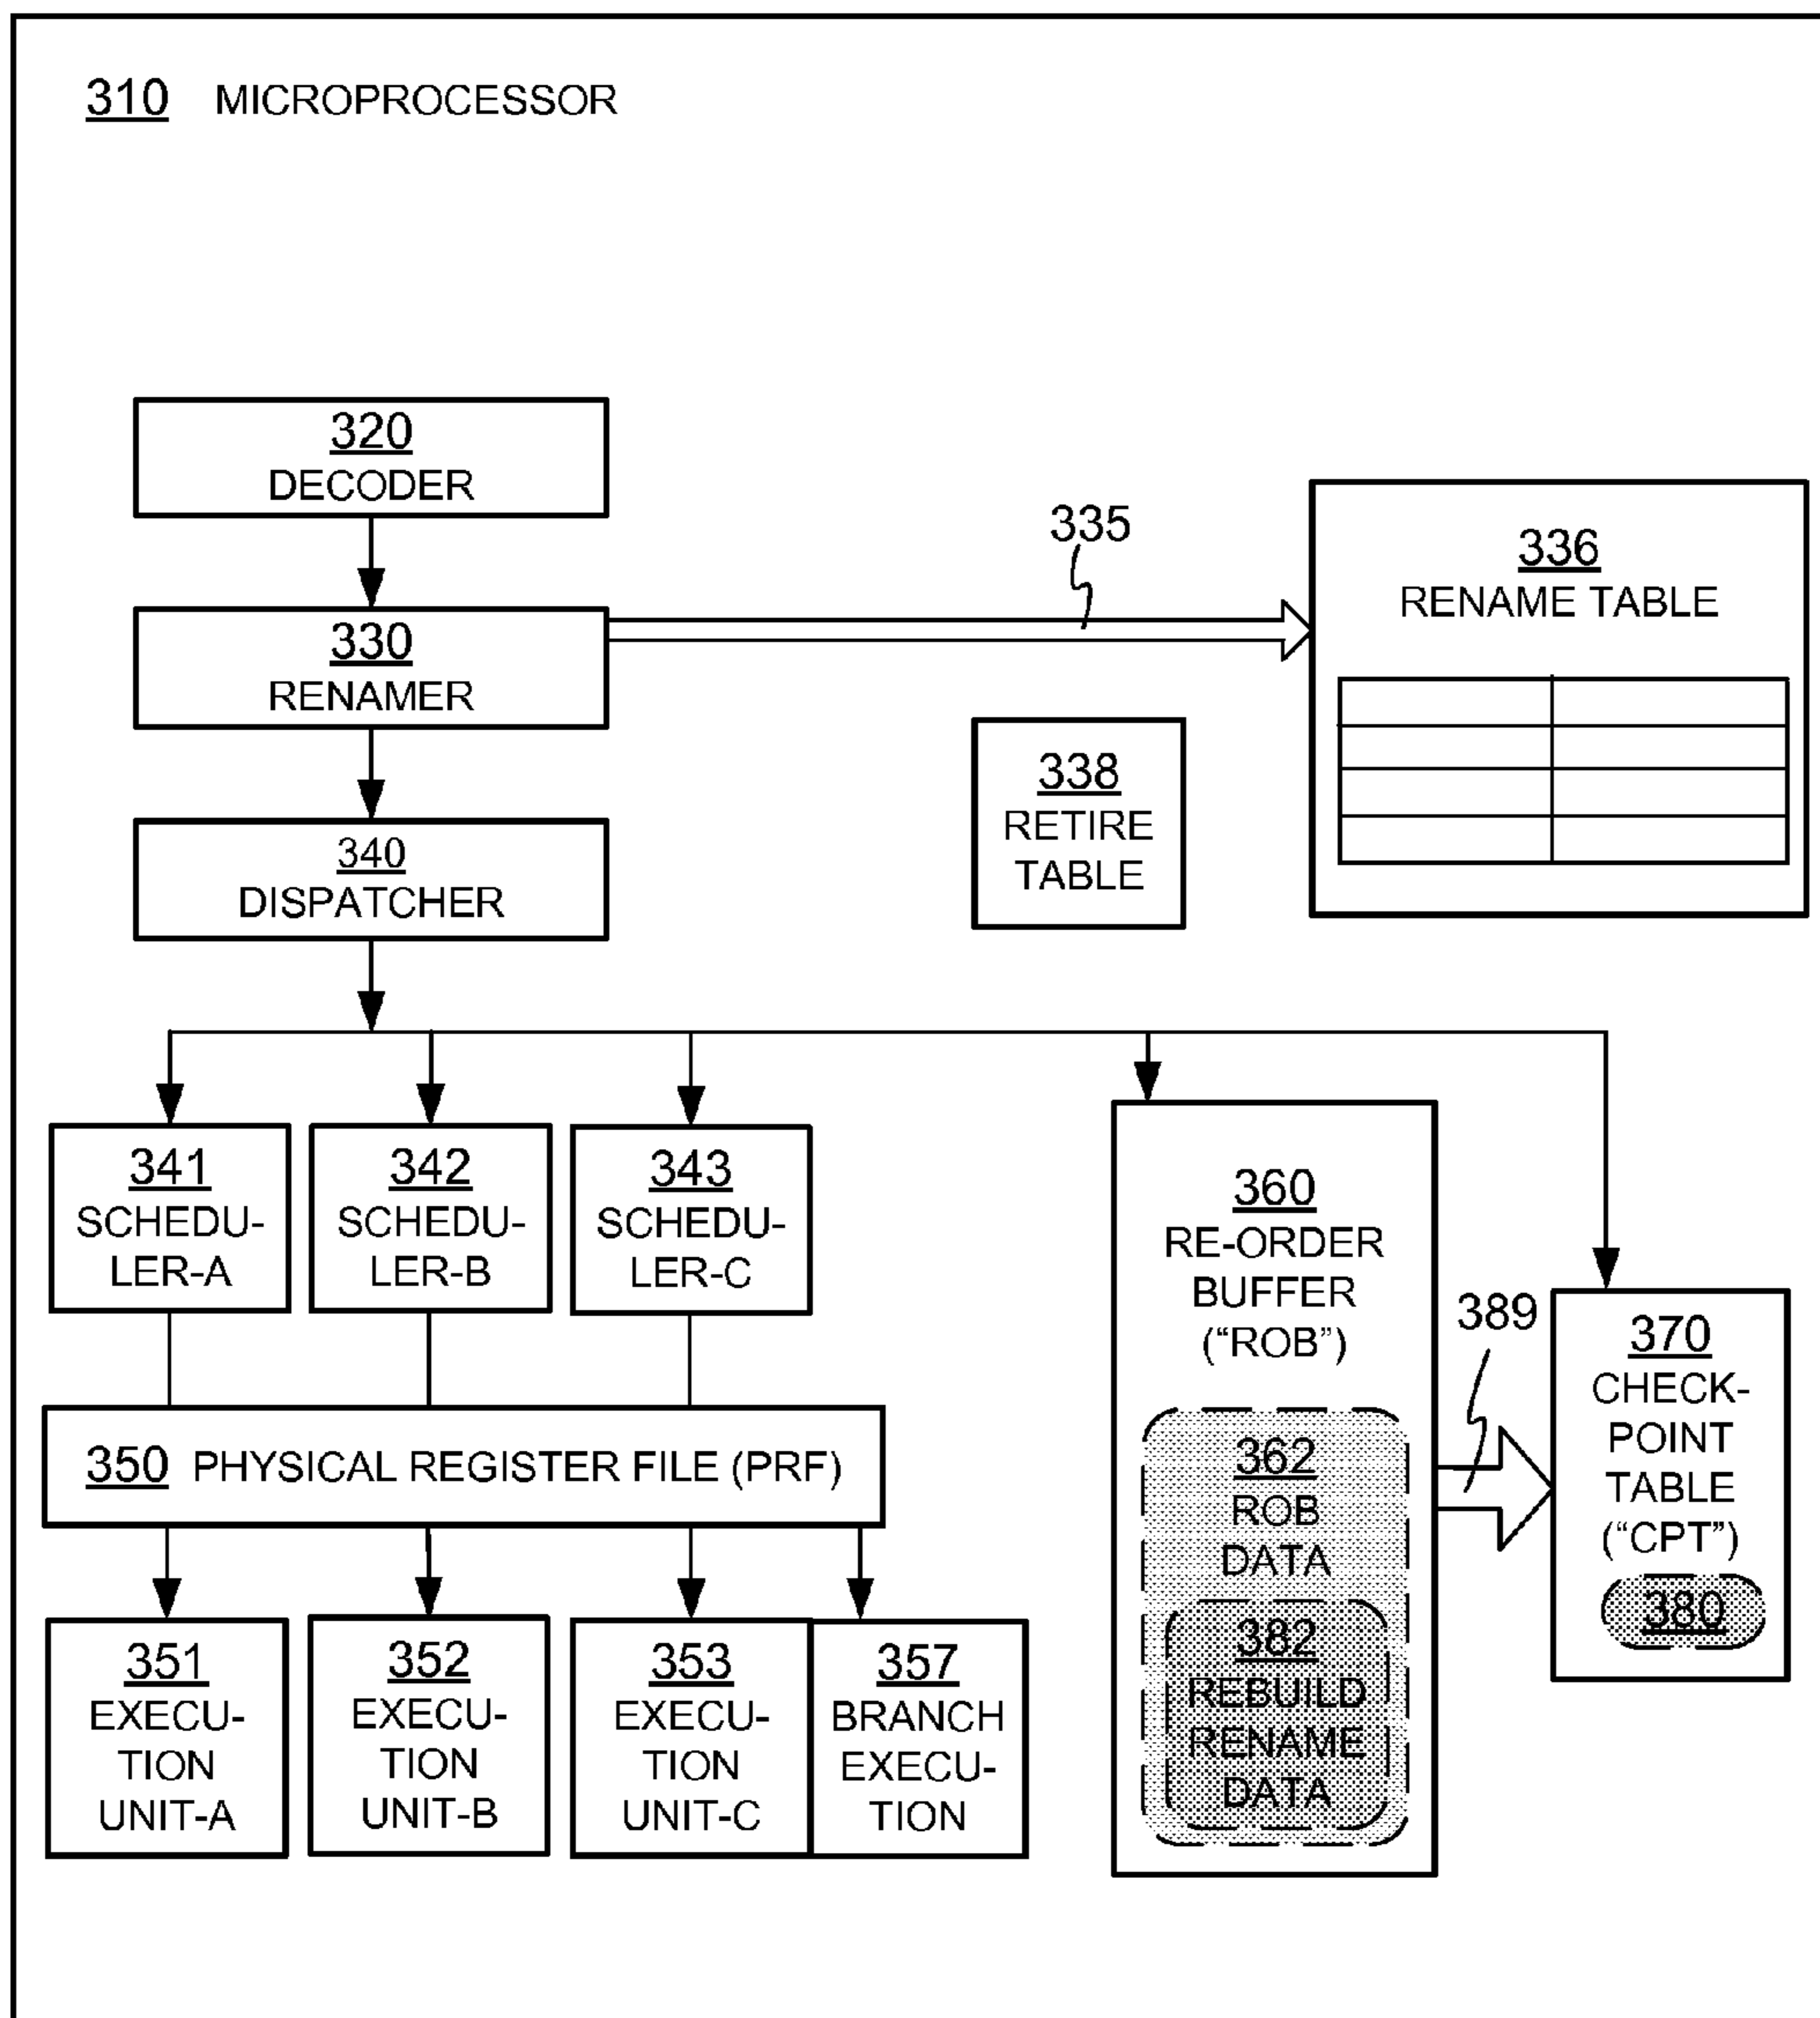 310 MICROPROCESSOR
320
DECODER
335
336
RENAME TABLE
330
RENAMER
338
RETIRE
TABLE
340
DISPATCHER
341
SCHEDU-
LER-A
342
SCHEDU-
LER-B
343
SCHEDU-
LER-C
360
RE-ORDER
BUFFER
("ROB")
389
370
CHECK-
POINT
TABLE
("CPT")
380
362
ROB
DATA
382
REBUILD
RENAME
DATA
350 PHYSICAL REGISTER FILE (PRF)
351
EXECU-
TION
UNIT-A
352
EXECU-
TION
UNIT-B
353
EXECU-
TION
UNIT-C
357
BRANCH
EXECU-
TION